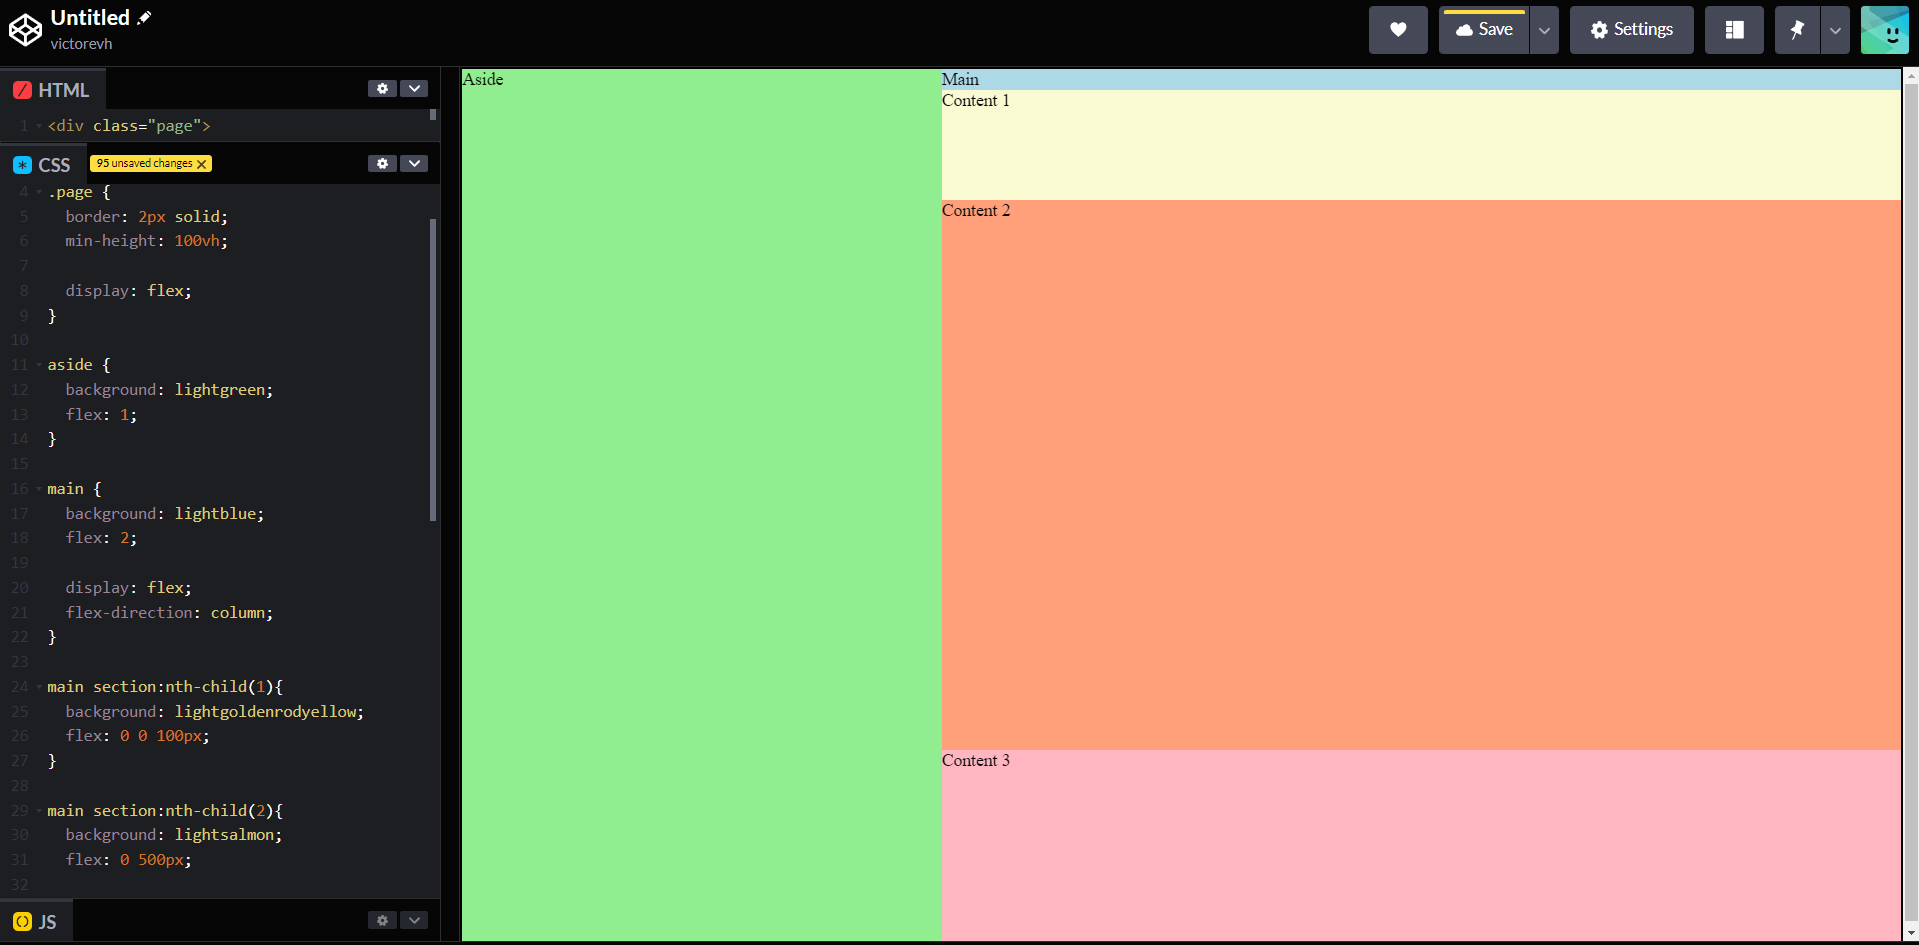 Untitled
victorevh
Save
Settings
HTML
1 <div class="page">
CSS
95 unsaved changes
4 .page {
5 border: 2px solid;
6 min-height: 100vh;
7
8 display: flex;
9 }
10
11 aside {
12 background: lightgreen;
13 flex: 1;
14 }
15
16 main {
17 background: lightblue;
18 flex: 2;
19
20 display: flex;
21 flex-direction: column;
22 }
23
24 main section:nth-child(1){
25 background: lightgoldenrodyellow;
26 flex: 0 0 100px;
27 }
28
29 main section:nth-child(2){
30 background: lightsalmon;
31 flex: 0 500px;
32
JS
Aside
Main
Content 1
Content 2
Content 3